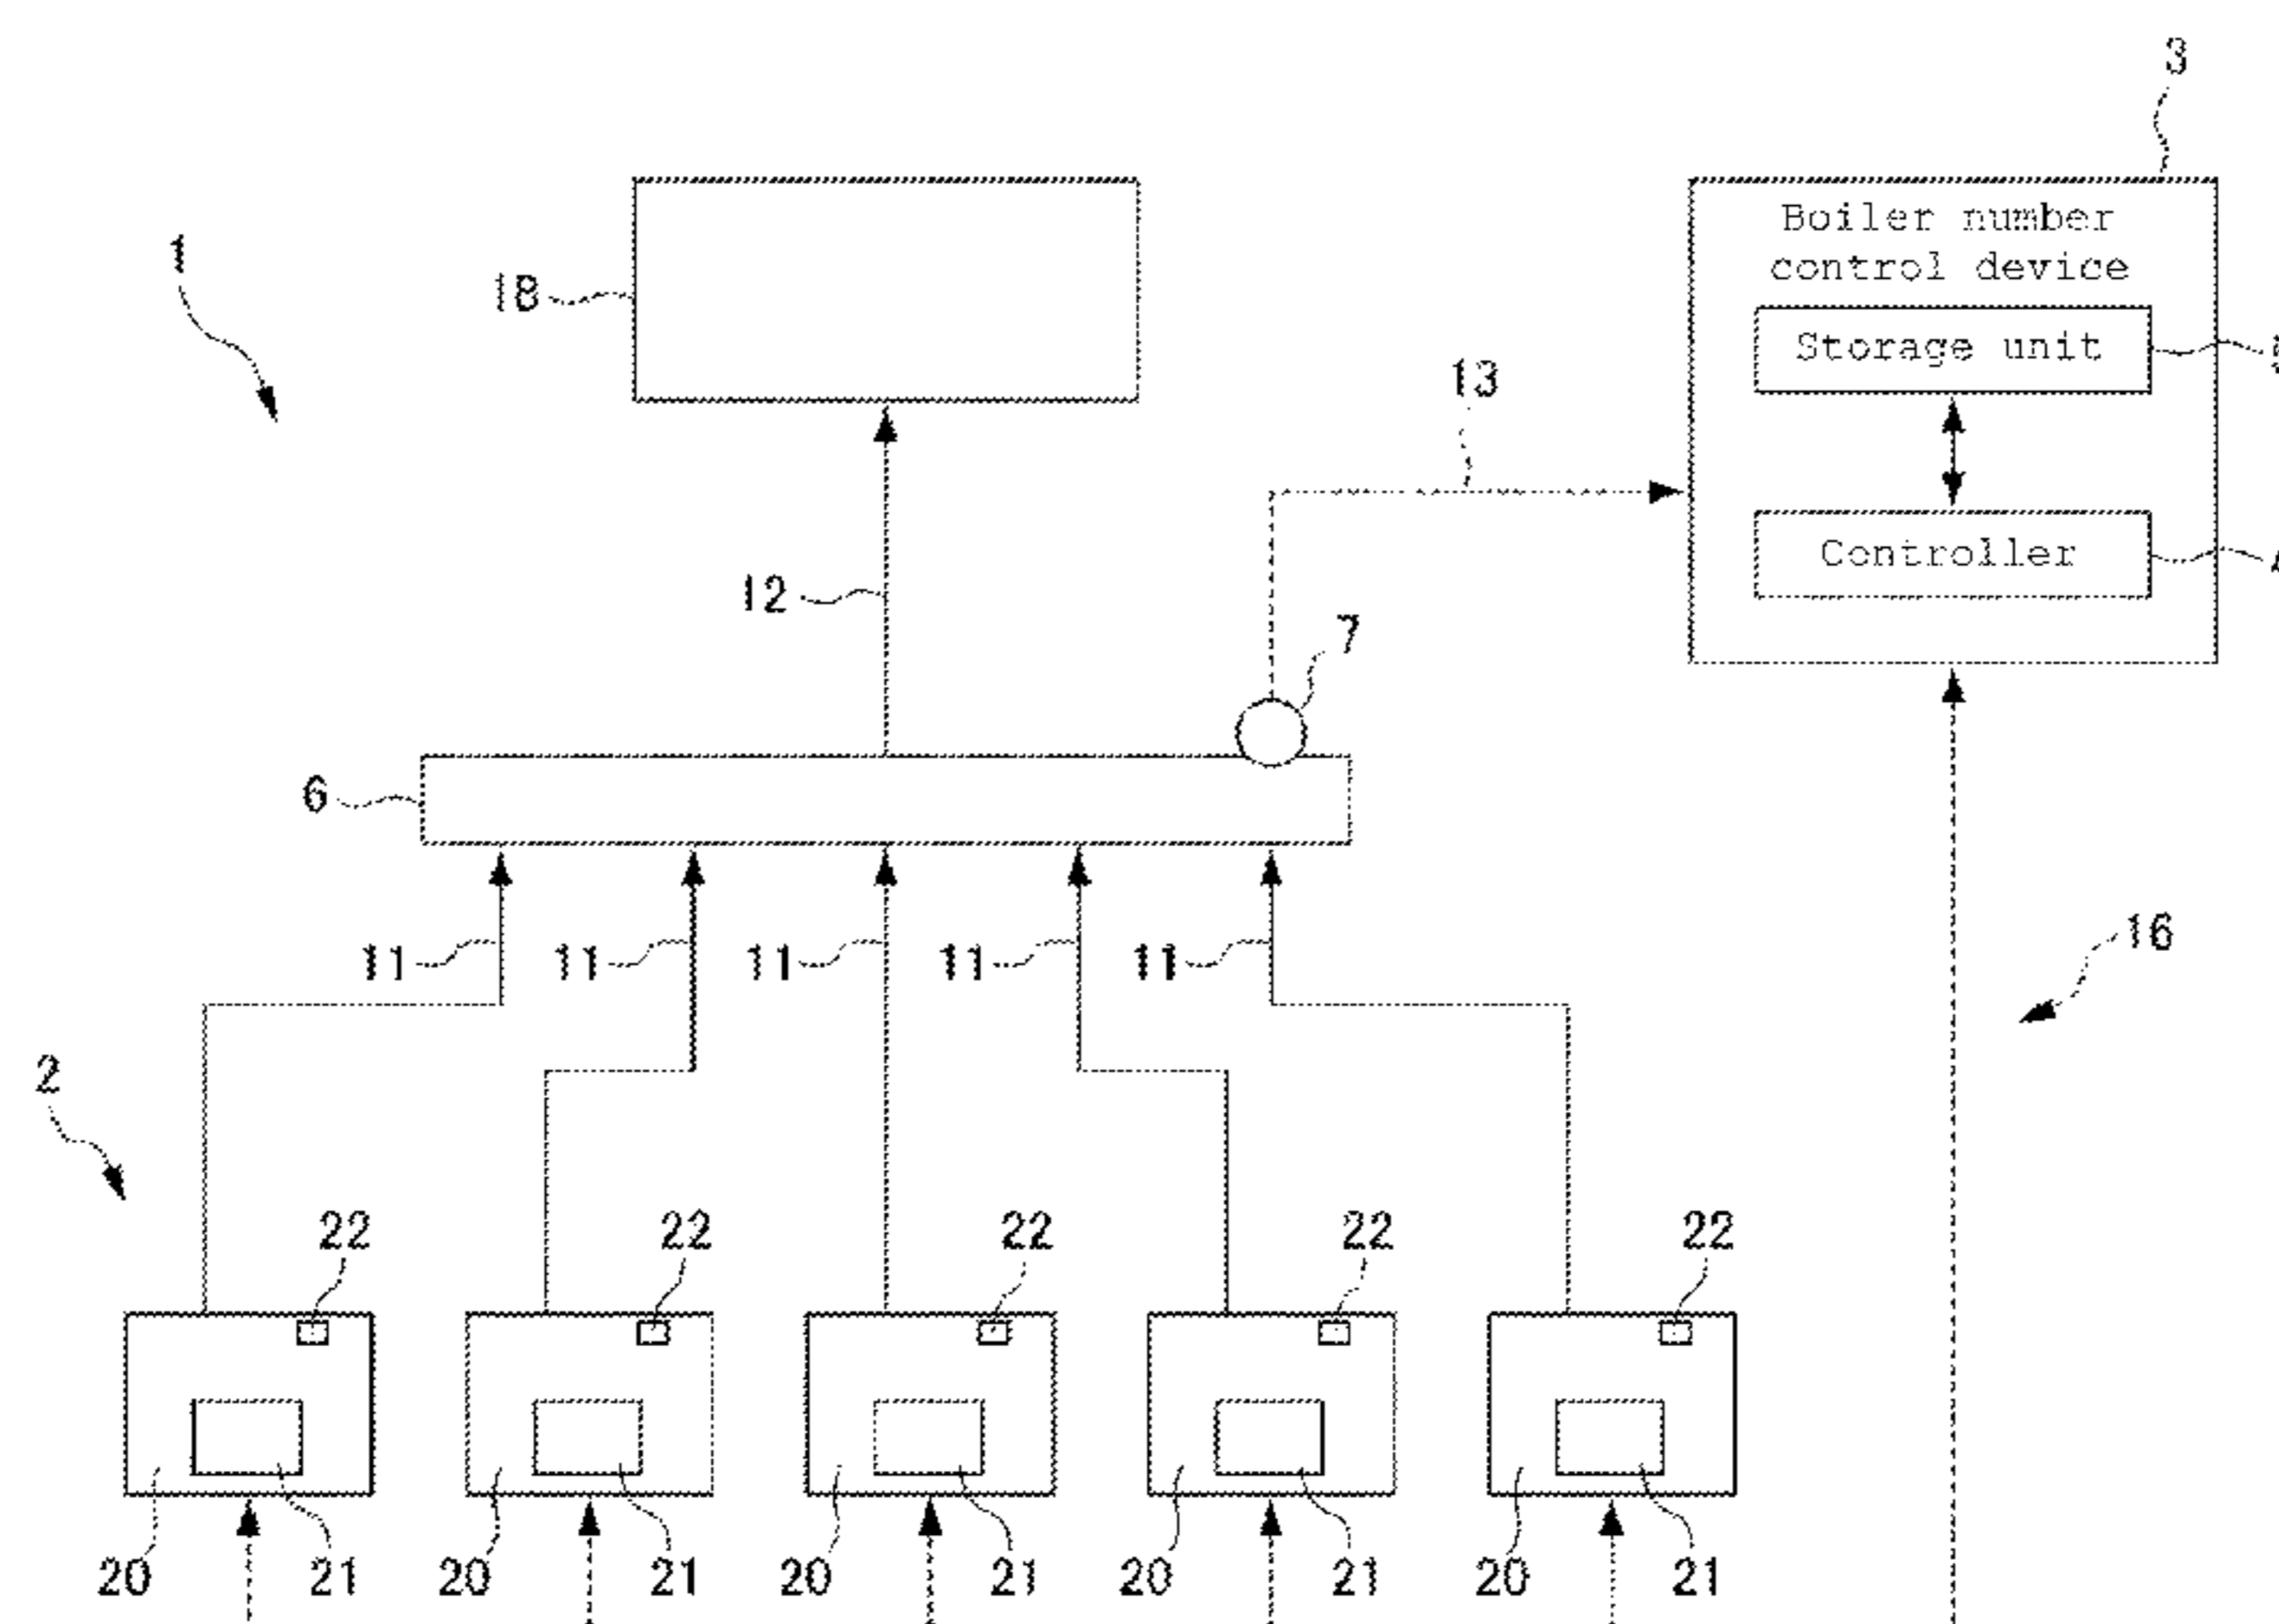 3
Boiler number
control device
1
18
Storage unit
13
Controller
12
7
6
11 11 11 11 11
16
2
22 22 22 22 22
20 21 20 21 20 21 20 21 20 21